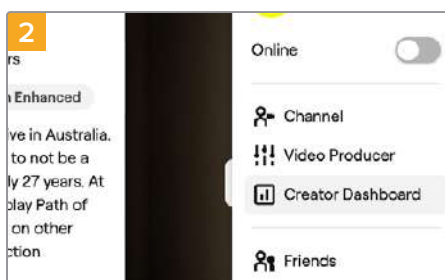 2
rs
n Enhanced
ve in Australia.
to not be a
ly 27 years. At
play Path of
on other
ction
Online
Channel
Video Producer
Creator Dashboard
Friends